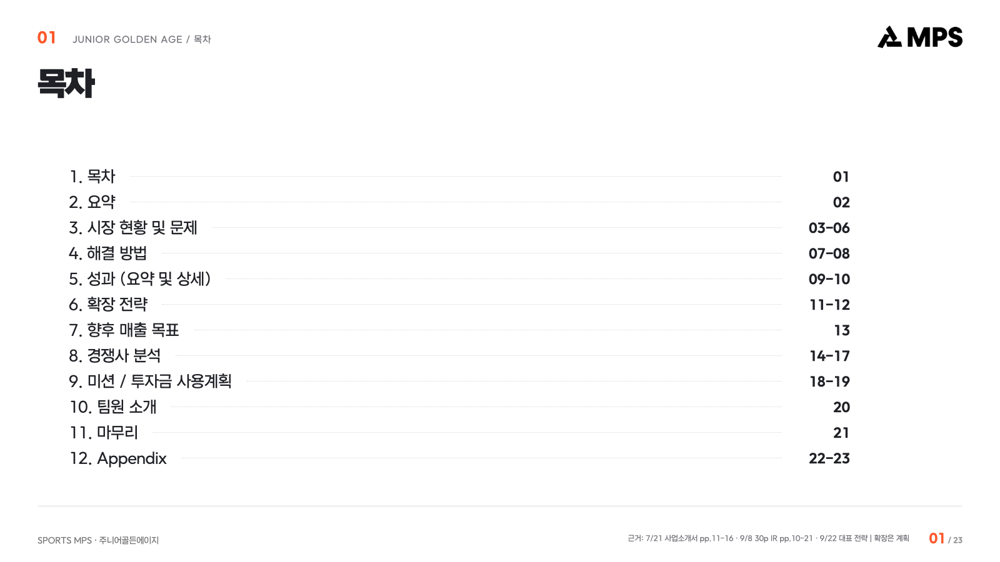 01 JUNIOR GOLDEN AGE / 목차
MPS
목차
1. 목차 01
2. 요약 02
3. 시장 현황 및 문제 03–06
4. 해결 방법 07–08
5. 성과 (요약 및 상세) 09–10
6. 확장 전략 11–12
7. 향후 매출 목표 13
8. 경쟁사 분석 14–17
9. 미션 / 투자금 사용계획 18–19
10. 팀원 소개 20
11. 마무리 21
12. Appendix 22–23
SPORTS MPS · 주니어골든에이지
근거: 7/21 사업소개서 pp.11–16 · 9/8 30p IR pp.10–21 · 9/22 대표 전략 | 확장은 계획
01 / 23